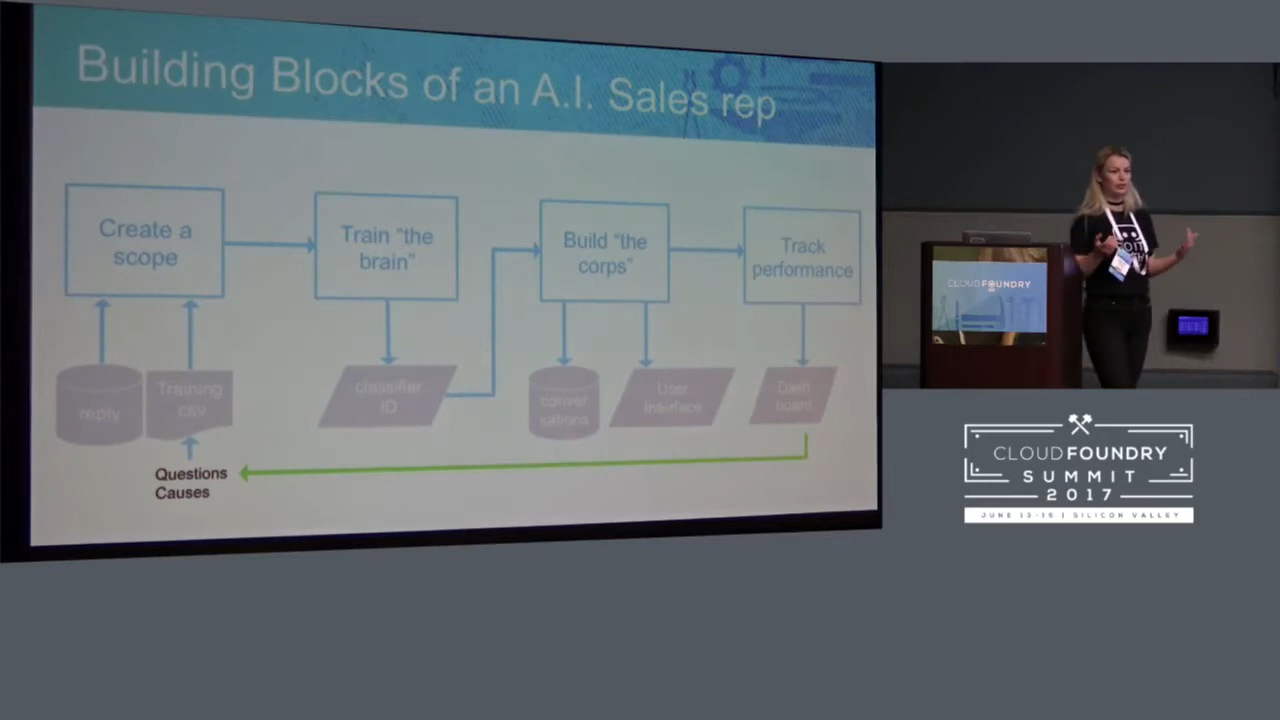 Building Blocks of an A.I. Sales rep
Create a
scope
Train “the
brain”
Build “the
corps”
Track
performance
reply
Training
csv
classifier
ID
conver
sations
User
Interface
Dash
board
Questions
Causes
CLOUD FOUNDRY
CLOUD FOUNDRY
SUMMIT
2017
JUNE 13-15 | SILICON VALLEY